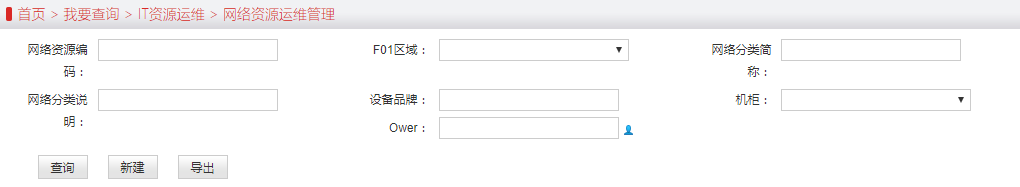 首页 > 我要查询 > IT资源运维 > 网络资源运维管理
网络资源编码： F01区域： 网络分类简称：
网络分类说明： 设备品牌： 机柜：
Ower：
查询 新建 导出